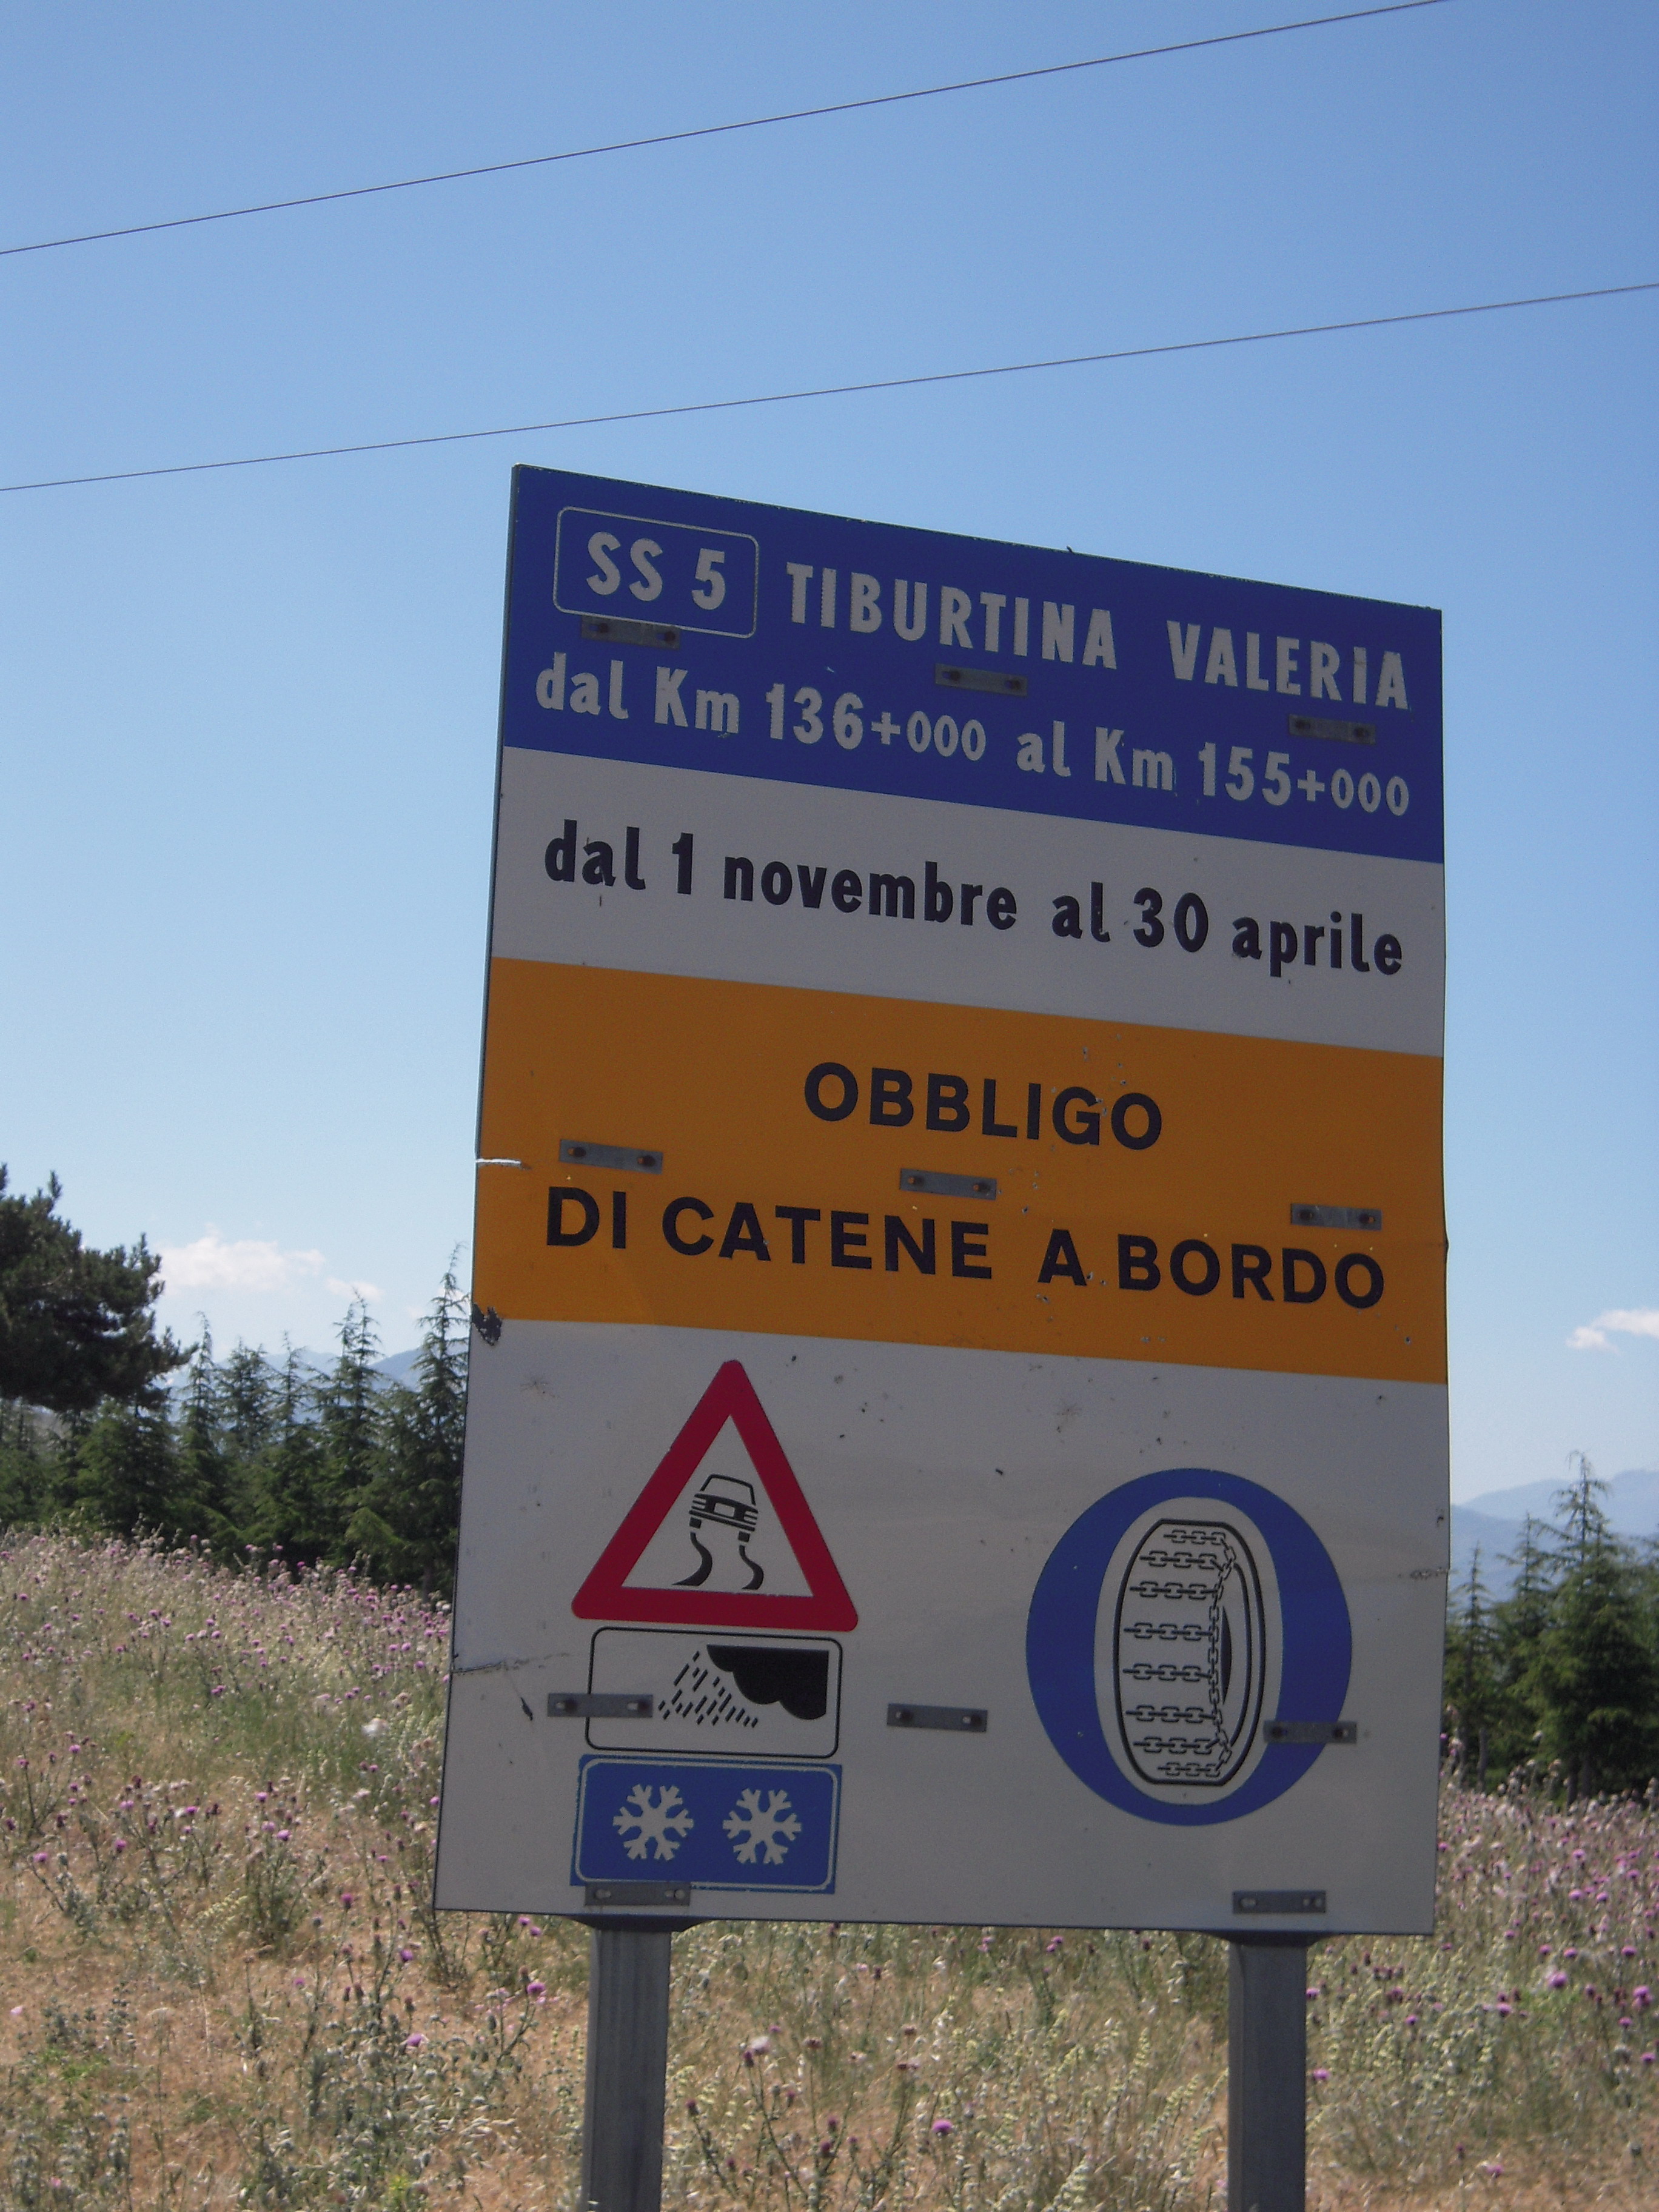 SS 5 TIBURTINA VALERIA
dal Km 136+000 al Km 155+000
dal 1 novembre al 30 aprile
OBBLIGO
DI CATENE A BORDO